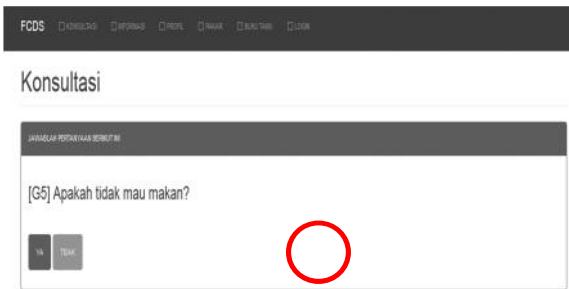 FCDS KONSULTASI INFORMASI PROFIL PAKAR BUKU TAMU LOGIN
Konsultasi
JAWABLAH PERTANYAAN BERIKUT INI
[G5] Apakah tidak mau makan?
YA TIDAK